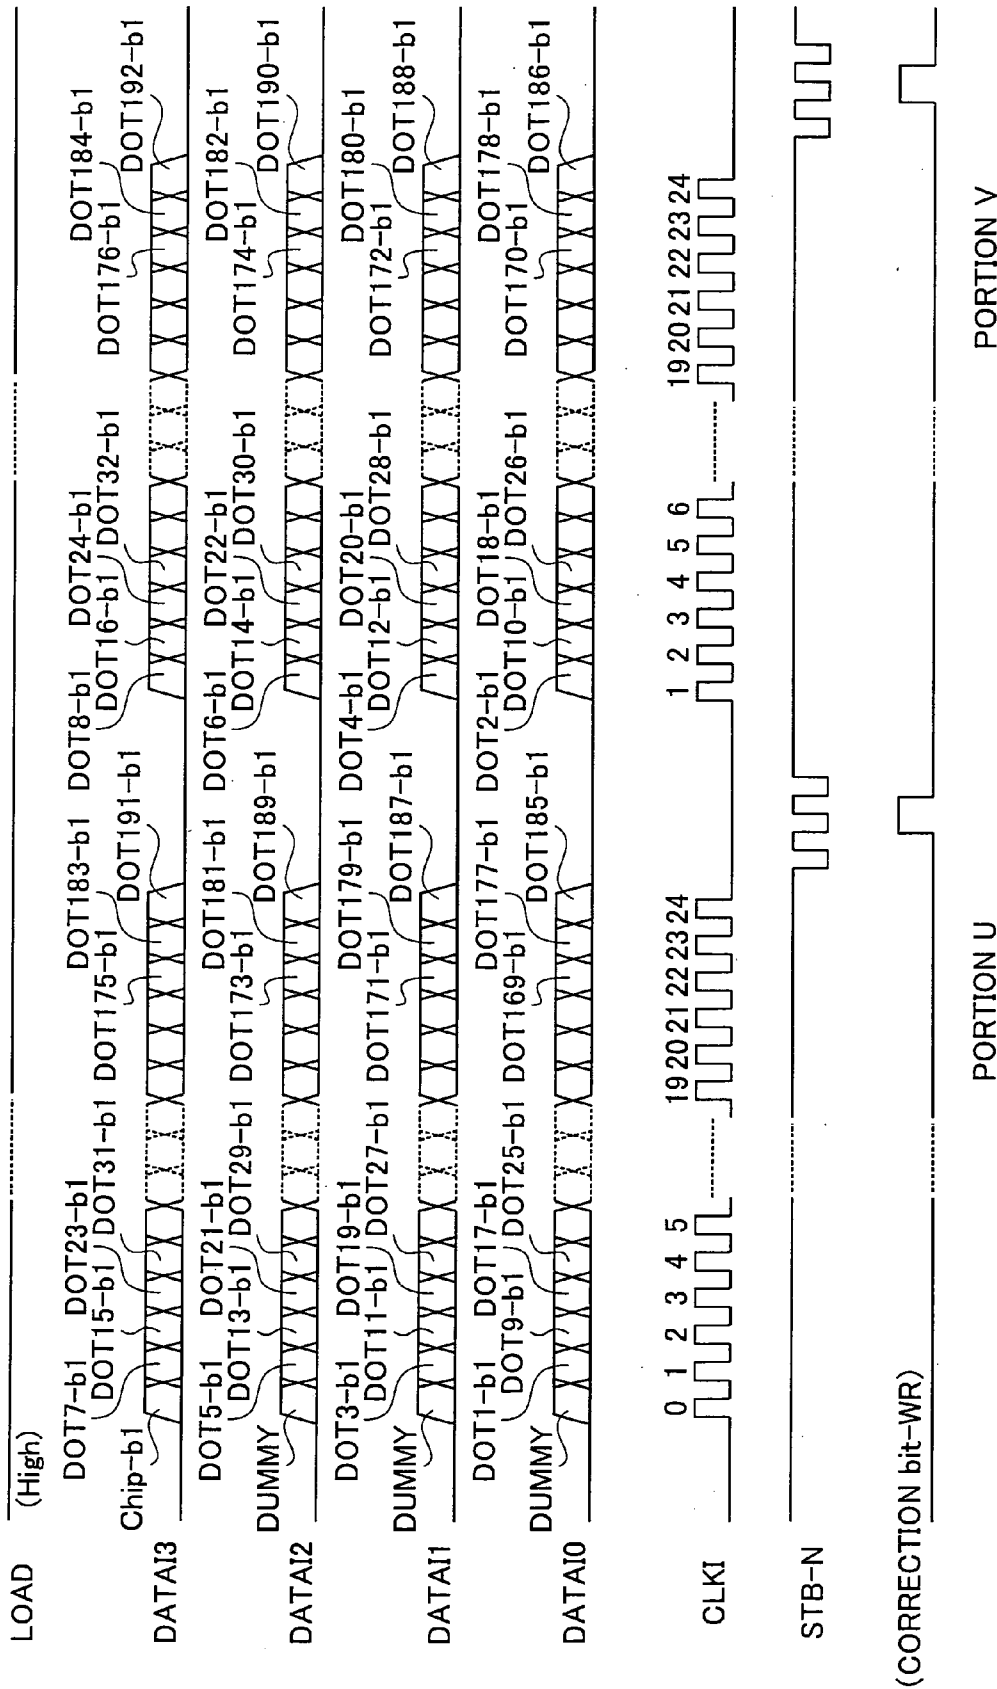 LOAD
(High)
DOT7-b1 DOT23-b1 DOT183-b1 DOT8-b1 DOT24-b1 DOT184-b1
DOT15-b1 DOT31-b1 DOT175-b1 DOT191-b1 DOT16-b1 DOT32-b1 DOT176-b1 DOT192-b1
Chip-b1
DATAI3
DOT5-b1 DOT21-b1 DOT181-b1 DOT6-b1 DOT22-b1 DOT182-b1
DOT13-b1 DOT29-b1 DOT173-b1 DOT189-b1 DOT14-b1 DOT30-b1 DOT174-b1 DOT190-b1
DUMMY
DATAI2
DOT3-b1 DOT19-b1 DOT179-b1 DOT4-b1 DOT20-b1 DOT180-b1
DOT11-b1 DOT27-b1 DOT171-b1 DOT187-b1 DOT12-b1 DOT28-b1 DOT172-b1 DOT188-b1
DUMMY
DATAI1
DOT1-b1 DOT17-b1 DOT177-b1 DOT2-b1 DOT18-b1 DOT178-b1
DOT9-b1 DOT25-b1 DOT169-b1 DOT185-b1 DOT10-b1 DOT26-b1 DOT170-b1 DOT186-b1
DUMMY
DATAI0
0 1 2 3 4 5 19 20 21 22 23 24 1 2 3 4 5 6 19 20 21 22 23 24
CLKI
STB-N
(CORRECTION bit-WR)
PORTION U PORTION V